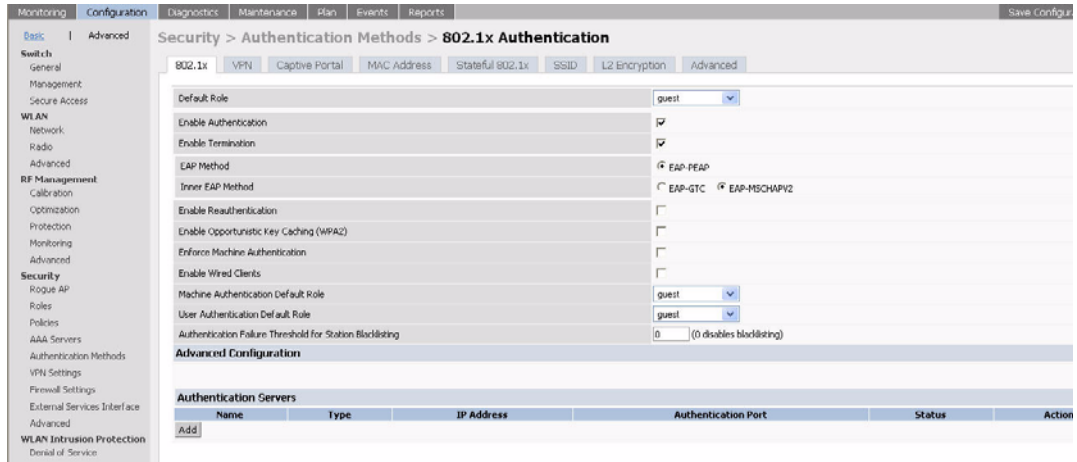 Monitoring Configuration Diagnostics Maintenance Plan Events Reports Save Configura
Basic | Advanced
Security > Authentication Methods > 802.1x Authentication
Switch
General
Management
Secure Access
WLAN
Network
Radio
Advanced
RF Management
Calibration
Optimization
Protection
Monitoring
Advanced
Security
Rogue AP
Roles
Policies
AAA Servers
Authentication Methods
VPN Settings
Firewall Settings
External Services Interface
Advanced
WLAN Intrusion Protection
Denial of Service
802.1x VPN Captive Portal MAC Address Stateful 802.1x SSID L2 Encryption Advanced
Default Role guest
Enable Authentication
Enable Termination
EAP Method EAP-PEAP
Inner EAP Method EAP-GTC EAP-MSCHAPV2
Enable Reauthentication
Enable Opportunistic Key Caching (WPA2)
Enforce Machine Authentication
Enable Wired Clients
Machine Authentication Default Role guest
User Authentication Default Role guest
Authentication Failure Threshold for Station Blacklisting 0 (0 disables blacklisting)
Advanced Configuration
Authentication Servers
Name Type IP Address Authentication Port Status Action
Add